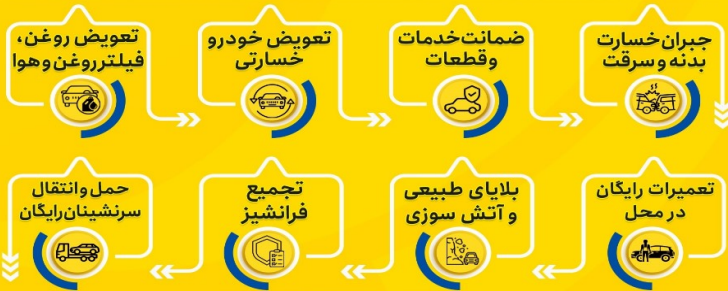 تعویض روغن،
فیلتر روغن و هوا
تعویض خودرو
خسارتی
ضمانت خدمات
وقطعات
جبران خسارت
بدنه و سرقت
تعمیرات رایگان
در محل
بلایای طبیعی
و آتش سوزی
تجمیع
فرانشیز
حمل و انتقال
سرنشینان رایگان